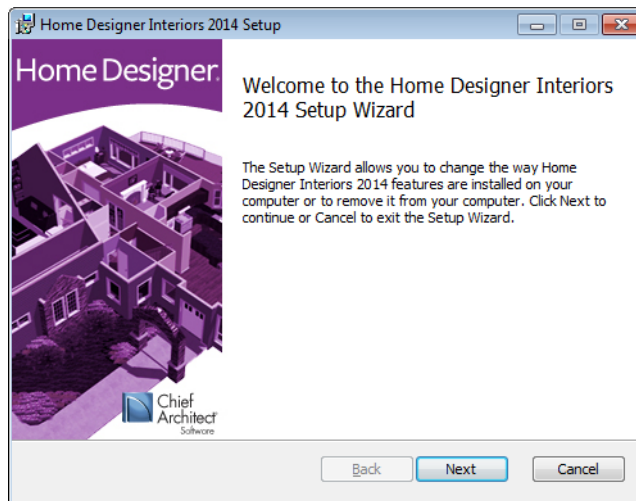 Home Designer Interiors 2014 Setup
Home Designer®
Welcome to the Home Designer Interiors
2014 Setup Wizard
The Setup Wizard allows you to change the way Home
Designer Interiors 2014 features are installed on your
computer or to remove it from your computer. Click Next to
continue or Cancel to exit the Setup Wizard.
Chief
Architect
Software
Back
Next
Cancel